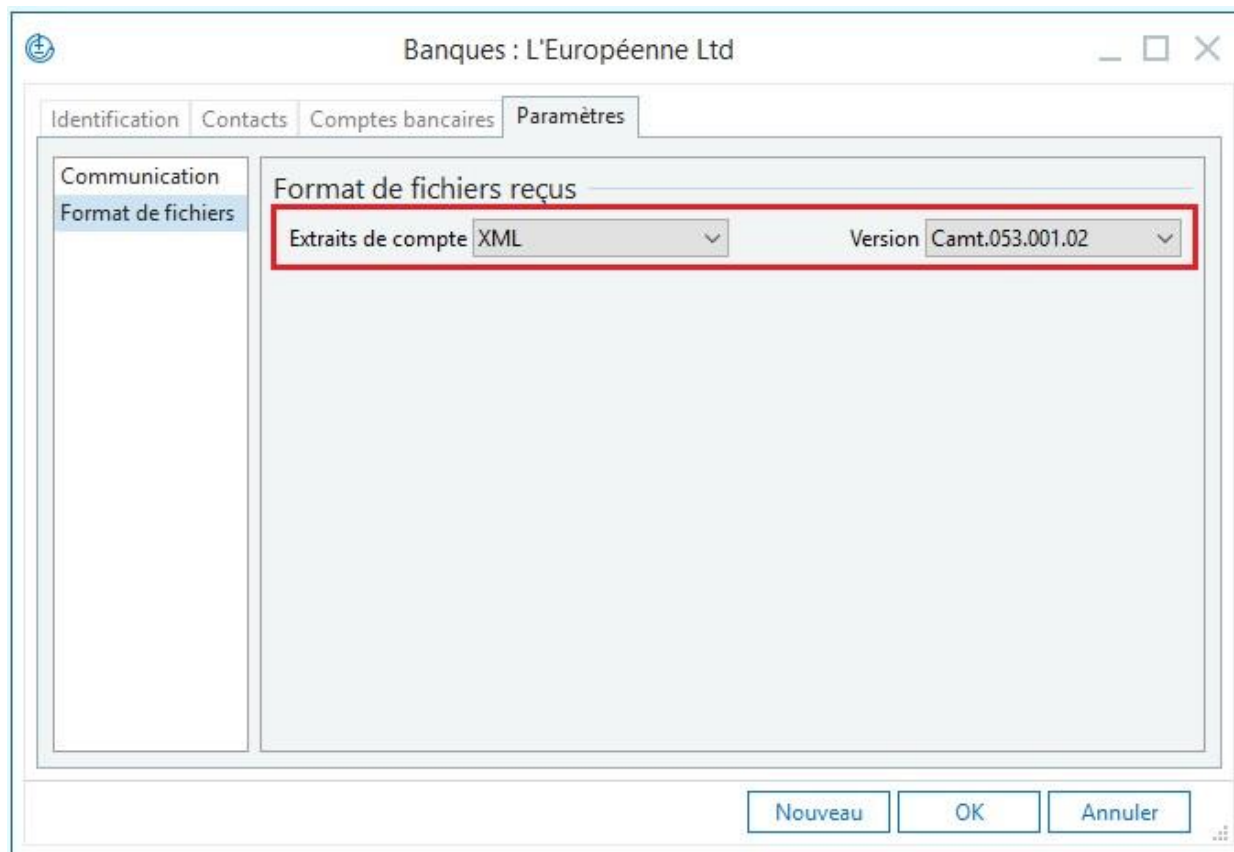 Banques : L'Européenne Ltd
Identification Contacts Comptes bancaires Paramètres
Communication
Format de fichiers
Format de fichiers reçus
Extraits de compte XML Version Camt.053.001.02
Nouveau OK Annuler